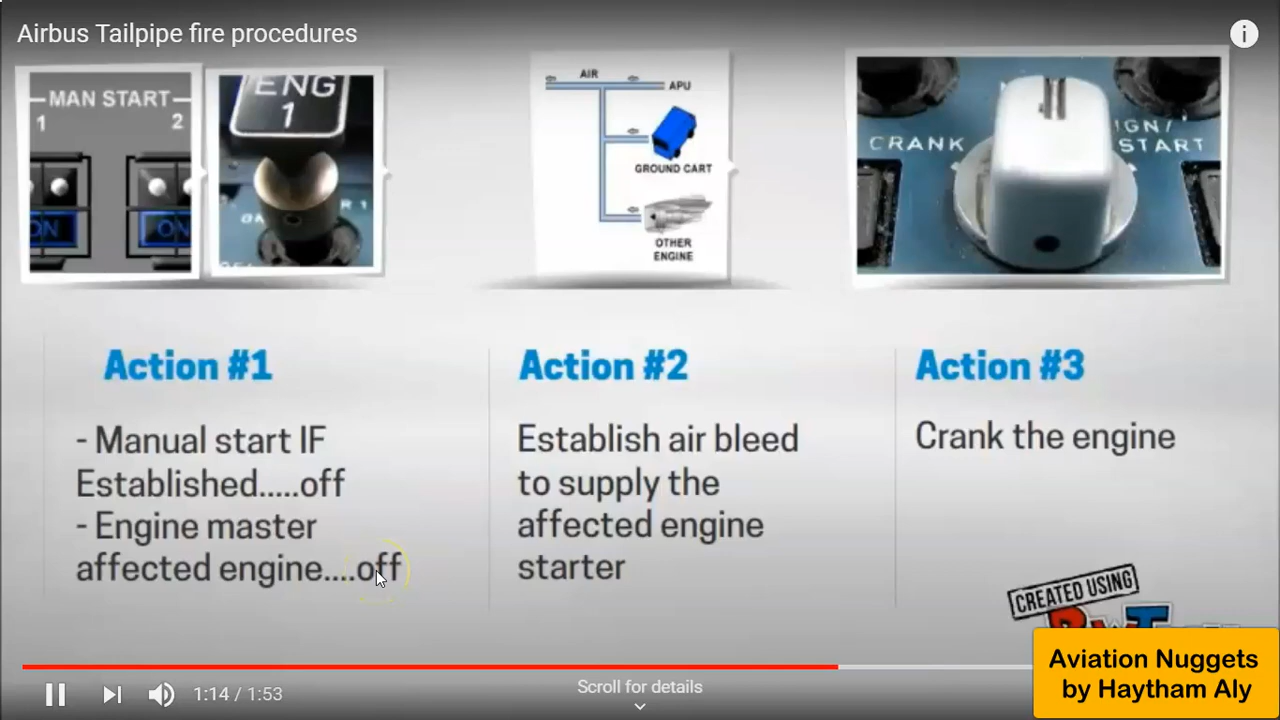 Airbus Tailpipe fire procedures
MAN START
1
2
ON
ENG
1
AIR
APU
GROUND CART
OTHER
ENGINE
CRANK
IGN/
START
Action #1
- Manual start IF
Established.....off
- Engine master
affected engine....off
Action #2
Establish air bleed
to supply the
affected engine
starter
Action #3
Crank the engine
CREATED USING
1:14 / 1:53
Scroll for details
Aviation Nuggets
by Haytham Aly